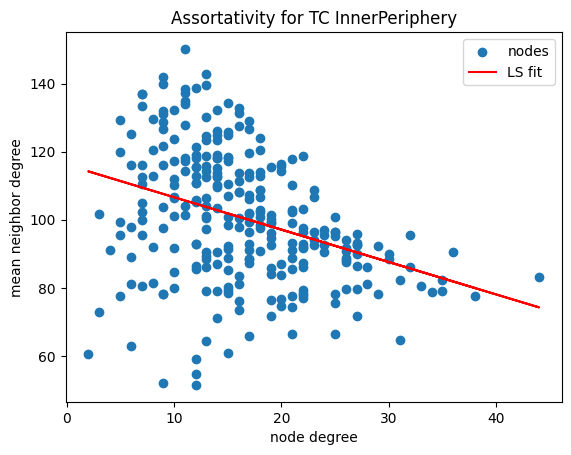 Assortativity for TC InnerPeriphery
nodes
LS fit
mean neighbor degree
140
120
100
80
60
0
10
20
30
40
node degree